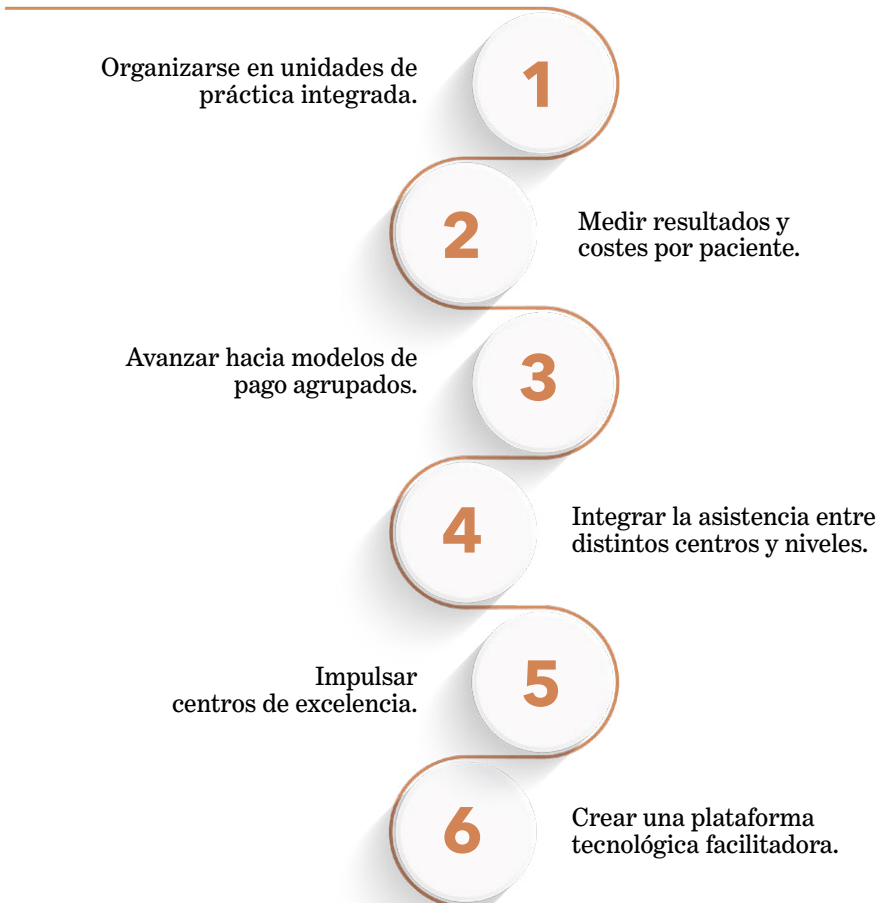 Organizarse en unidades de
práctica integrada.
1
2
Medir resultados y
costes por paciente.
Avanzar hacia modelos de
pago agrupados.
3
4
Integrar la asistencia entre
distintos centros y niveles.
Impulsar
centros de excelencia.
5
6
Crear una plataforma
tecnológica facilitadora.